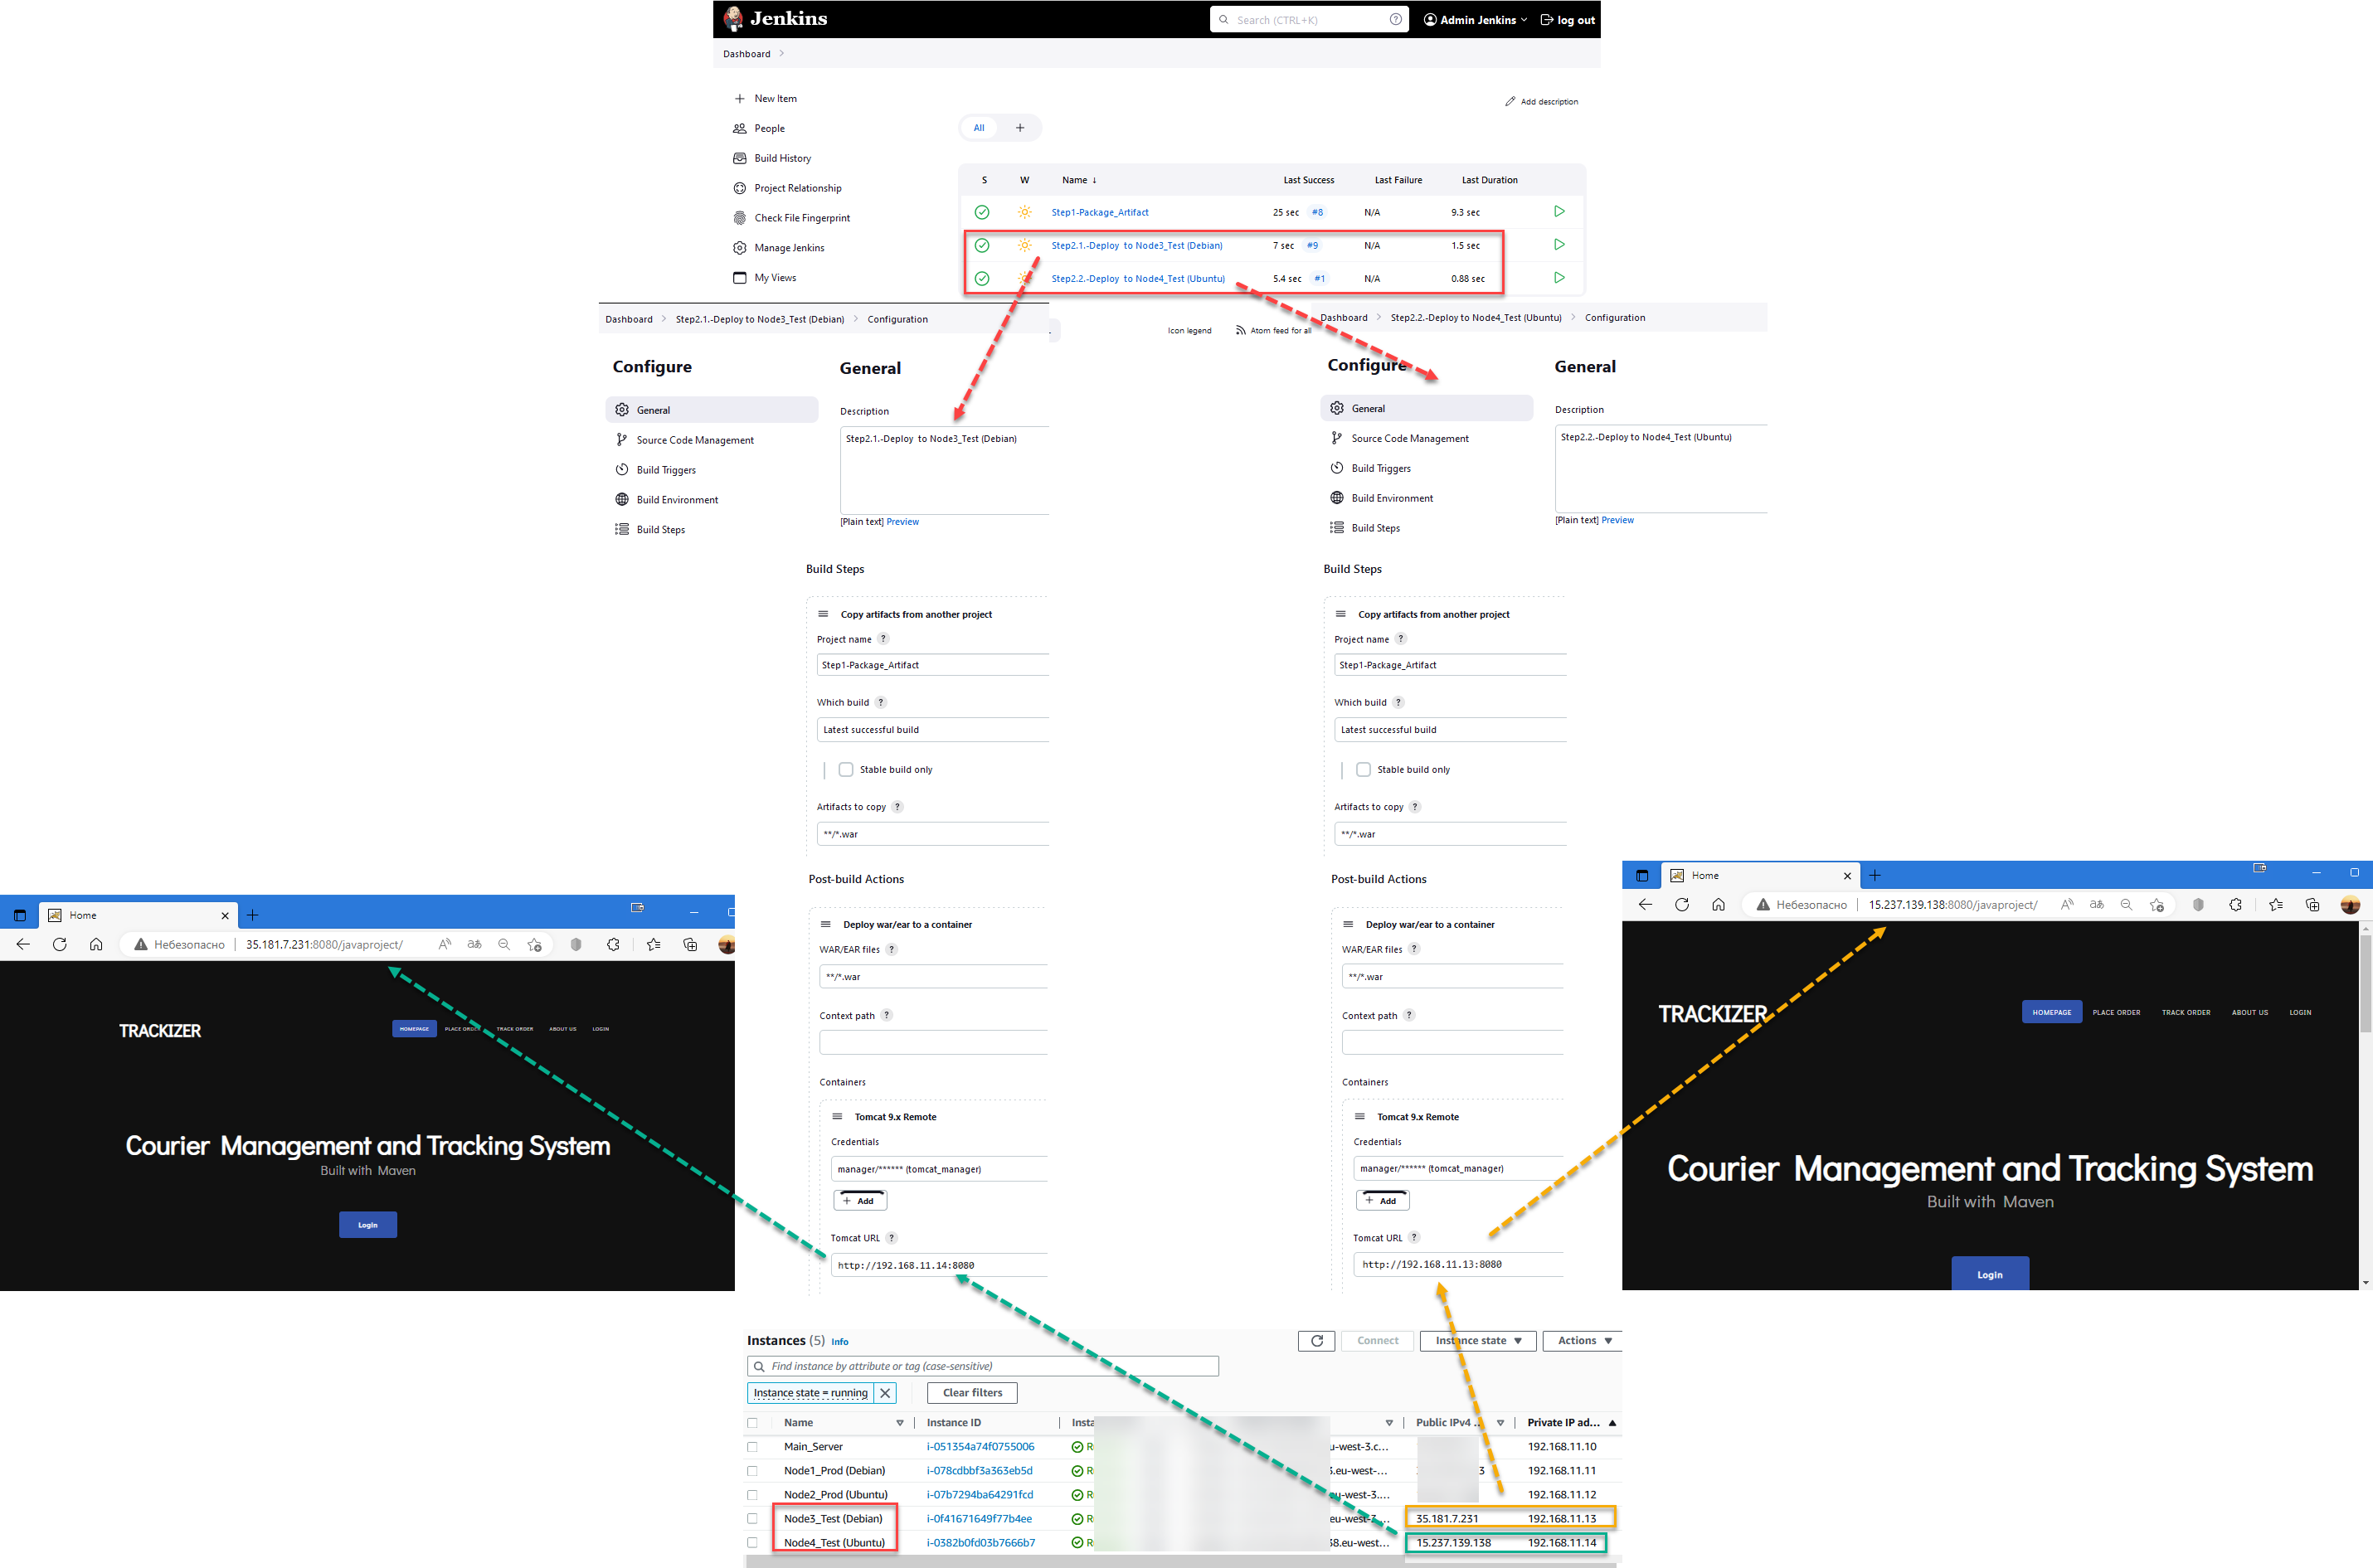 Jenkins
Search (CTRL+K)
Admin Jenkins
log out
Dashboard
New Item
People
Build History
Project Relationship
Check File Fingerprint
Manage Jenkins
My Views
Add description
All +
S W Name ↓ Last Success Last Failure Last Duration
Step1-Package_Artifact 25 sec #8 N/A 9.3 sec
Step2.1.-Deploy to Node3_Test (Debian) 7 sec #9 N/A 1.5 sec
Step2.2.-Deploy to Node4_Test (Ubuntu) 5.4 sec #1 N/A 0.88 sec
Icon legend
Atom feed for all
Dashboard > Step2.1.-Deploy to Node3_Test (Debian) > Configuration
Configure
General
Source Code Management
Build Triggers
Build Environment
Build Steps
General
Description
Step2.1.-Deploy to Node3_Test (Debian)
[Plain text] Preview
Build Steps
Copy artifacts from another project
Project name ?
Step1-Package_Artifact
Which build ?
Latest successful build
Stable build only
Artifacts to copy ?
**/*.war
Post-build Actions
Deploy war/ear to a container
WAR/EAR files ?
**/*.war
Context path ?
Containers
Tomcat 9.x Remote
Credentials
manager/****** (tomcat_manager)
+ Add
Tomcat URL ?
http://192.168.11.14:8080
Dashboard > Step2.2.-Deploy to Node4_Test (Ubuntu) > Configuration
Configure
General
Source Code Management
Build Triggers
Build Environment
Build Steps
General
Description
Step2.2.-Deploy to Node4_Test (Ubuntu)
[Plain text] Preview
Build Steps
Copy artifacts from another project
Project name ?
Step1-Package_Artifact
Which build ?
Latest successful build
Stable build only
Artifacts to copy ?
**/*.war
Post-build Actions
Deploy war/ear to a container
WAR/EAR files ?
**/*.war
Context path ?
Containers
Tomcat 9.x Remote
Credentials
manager/****** (tomcat_manager)
+ Add
Tomcat URL ?
http://192.168.11.13:8080
Home
Небезопасно 35.181.7.231:8080/javaproject/
TRACKIZER
HOMEPAGE PLACE ORDER TRACK ORDER ABOUT US LOGIN
Courier Management and Tracking System
Built with Maven
Login
Home
Небезопасно 15.237.139.138:8080/javaproject/
TRACKIZER
HOMEPAGE PLACE ORDER TRACK ORDER ABOUT US LOGIN
Courier Management and Tracking System
Built with Maven
Login
Instances (5) Info
Connect
Instance state
Actions
Find instance by attribute or tag (case-sensitive)
Instance state = running
Clear filters
Name Instance ID Insta Public IPv4 ... Private IP ad...
Main_Server i-051354a74f0755006 R u-west-3.c... 192.168.11.10
Node1_Prod (Debian) i-078cdbbf3a363eb5d R 3.eu-west-... 3 192.168.11.11
Node2_Prod (Ubuntu) i-07b7294ba64291fcd R u-west-3.... 192.168.11.12
Node3_Test (Debian) i-0f41671649f77b4ee R eu-west-3.... 35.181.7.231 192.168.11.13
Node4_Test (Ubuntu) i-0382b0fd03b7666b7 R 38.eu-west... 15.237.139.138 192.168.11.14